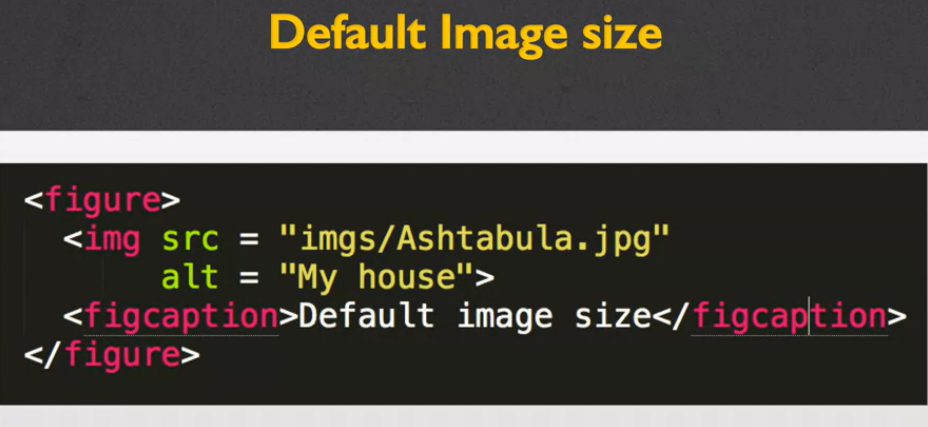 Default Image size
<figure>
<img src = "imgs/Ashtabula.jpg"
alt = "My house">
<figcaption>Default image size</figcaption>
</figure>